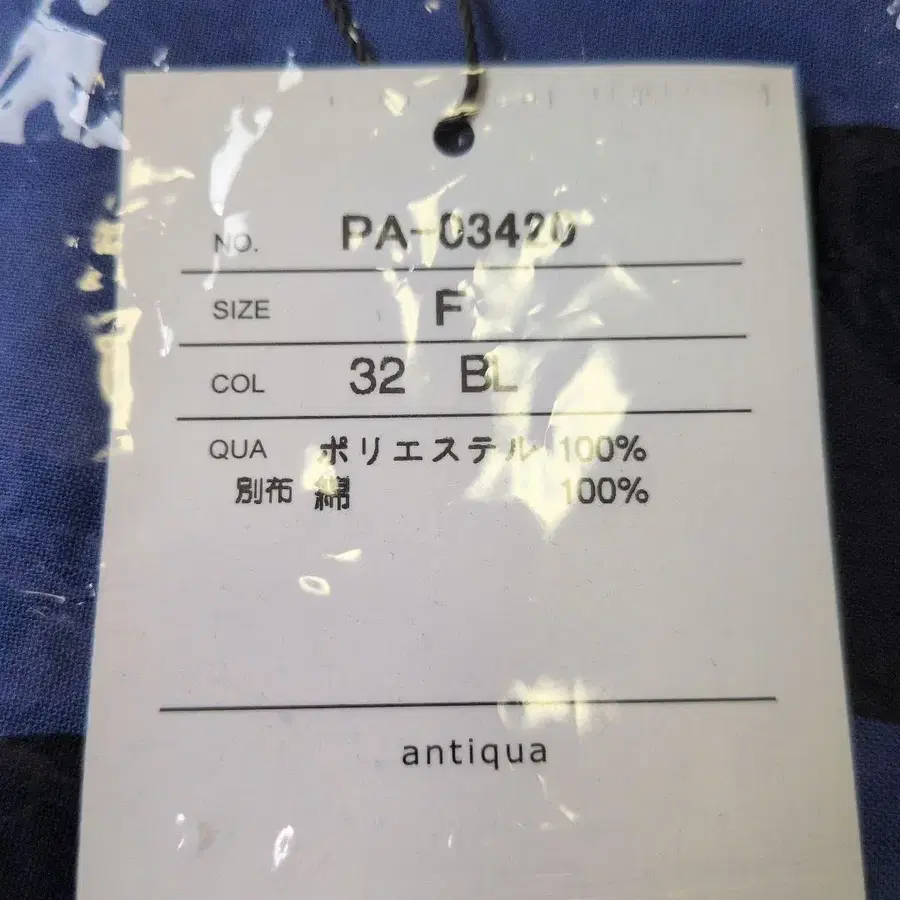 NO. PA-03420
SIZE F
COL 32 BL
QUA ポリエステル 100%
別布 綿 100%
antiqua